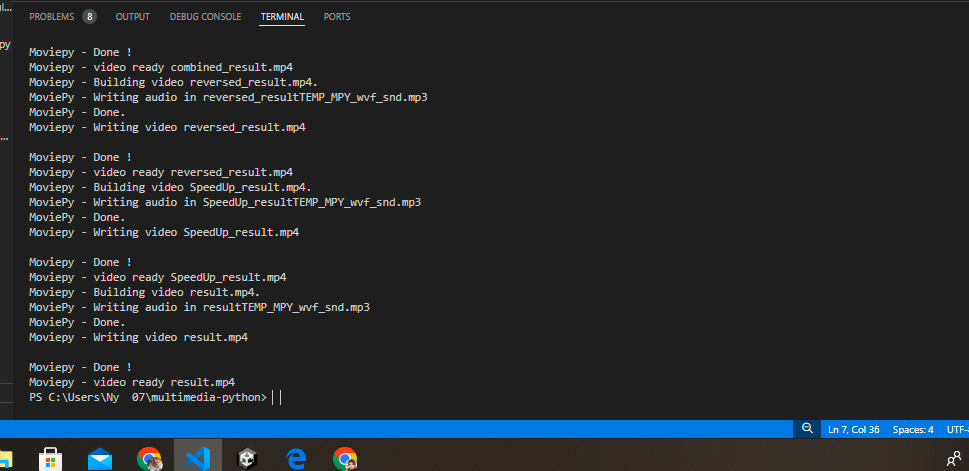 PROBLEMS 8 OUTPUT DEBUG CONSOLE TERMINAL PORTS
Moviepy - Done !
Moviepy - video ready combined_result.mp4
Moviepy - Building video reversed_result.mp4.
MoviePy - Writing audio in reversed_resultTEMP_MPY_wvf_snd.mp3
MoviePy - Done.
Moviepy - Writing video reversed_result.mp4
Moviepy - Done !
Moviepy - video ready reversed_result.mp4
Moviepy - Building video SpeedUp_result.mp4.
MoviePy - Writing audio in SpeedUp_resultTEMP_MPY_wvf_snd.mp3
MoviePy - Done.
Moviepy - Writing video SpeedUp_result.mp4
Moviepy - Done !
Moviepy - video ready SpeedUp_result.mp4
Moviepy - Building video result.mp4.
MoviePy - Writing audio in resultTEMP_MPY_wvf_snd.mp3
MoviePy - Done.
Moviepy - Writing video result.mp4
Moviepy - Done !
Moviepy - video ready result.mp4
PS C:\Users\Ny  07\multimedia-python>
Ln 7, Col 36 Spaces: 4 UTF-